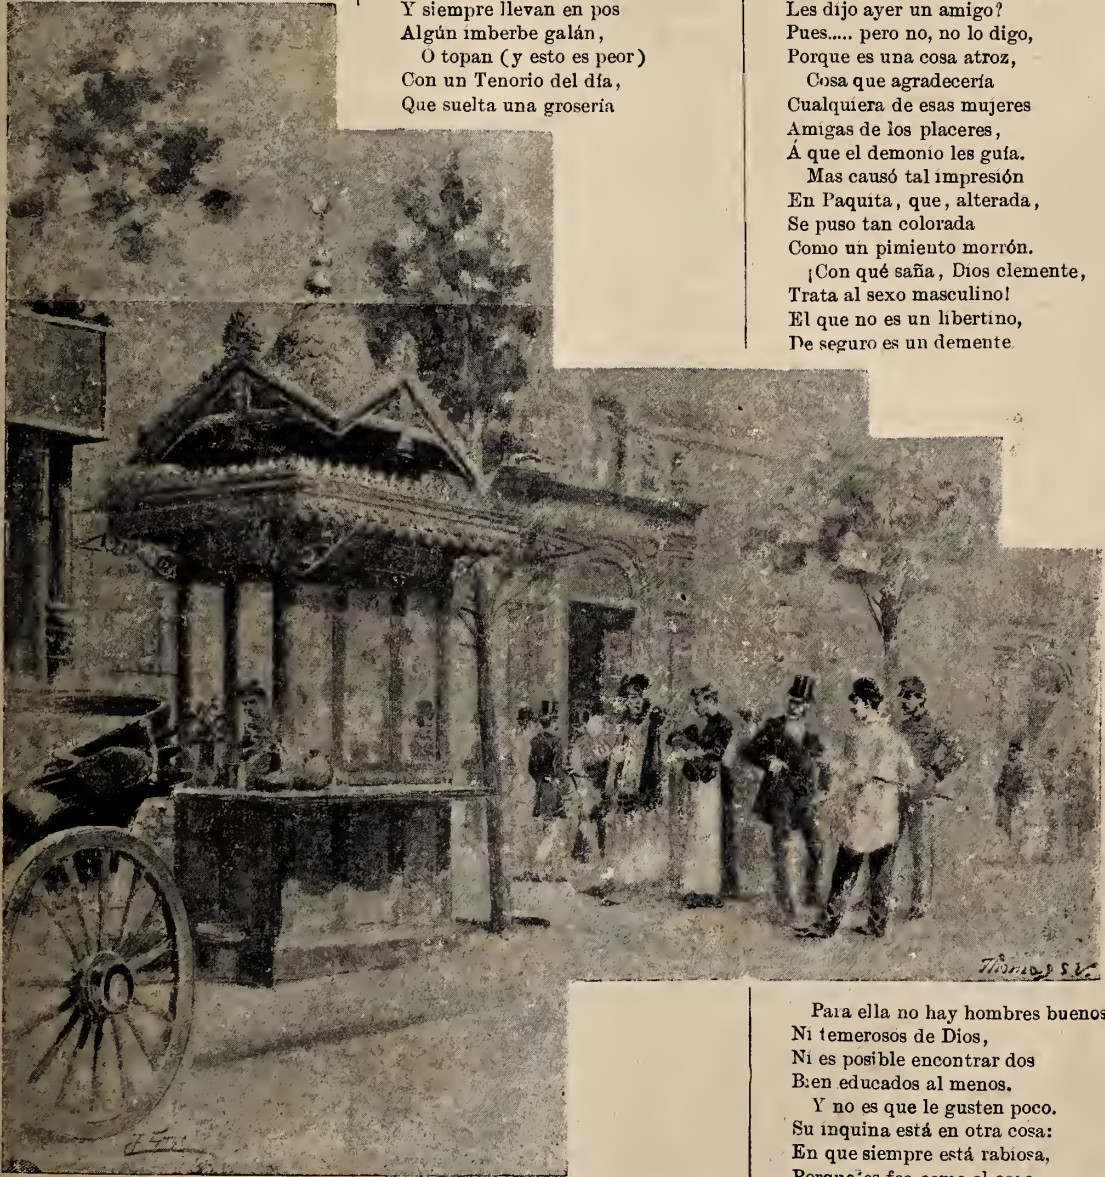 Y siempre llevan en pos
Algún imberbe galán,
O topan (y esto es peor)
Con un Tenorio del día,
Que suelta una grosería
Les dijo ayer un amigo?
Pues..... pero no, no lo digo,
Porque es una cosa atroz,
Cosa que agradecería
Cualquiera de esas mujeres
Amigas de los placeres,
Á que el demonio les guía.
Mas causó tal impresión
En Paquita, que, alterada,
Se puso tan colorada
Como un pimiento morrón.
¡Con qué saña, Dios clemente,
Trata al sexo masculino!
El que no es un libertino,
De seguro es un demente
Thomas
Para ella no hay hombres buenos
Ni temerosos de Dios,
Ni es posible encontrar dos
Bien educados al menos.
Y no es que le gusten poco.
Su inquina está en otra cosa:
En que siempre está rabiosa,